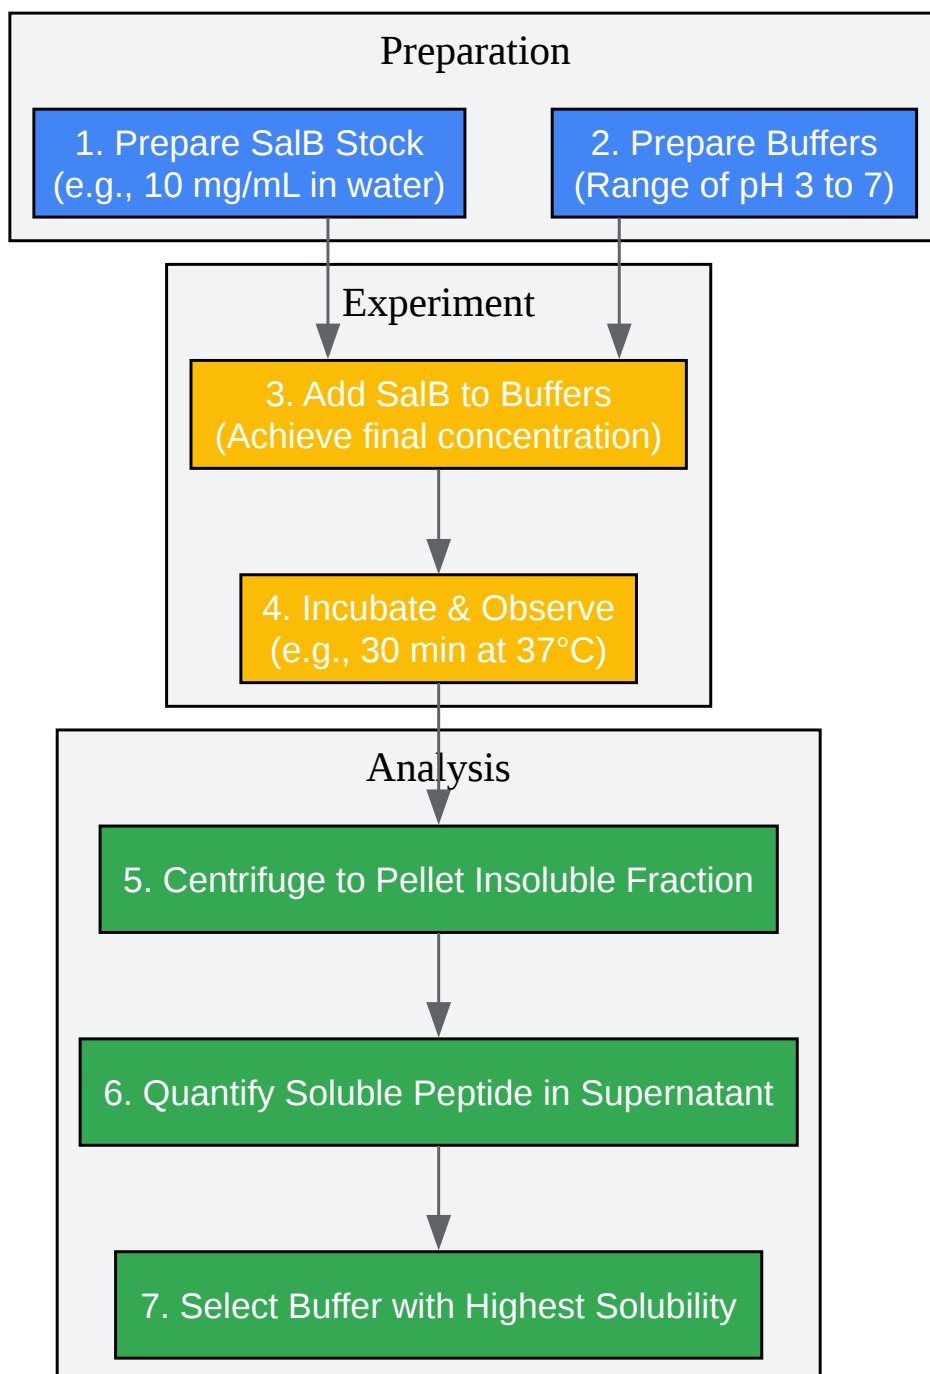 Preparation
1. Prepare SalB Stock
(e.g., 10 mg/mL in water)
2. Prepare Buffers
(Range of pH 3 to 7)
Experiment
3. Add SalB to Buffers
(Achieve final concentration)
4. Incubate & Observe
(e.g., 30 min at 37°C)
Analysis
5. Centrifuge to Pellet Insoluble Fraction
6. Quantify Soluble Peptide in Supernatant
7. Select Buffer with Highest Solubility